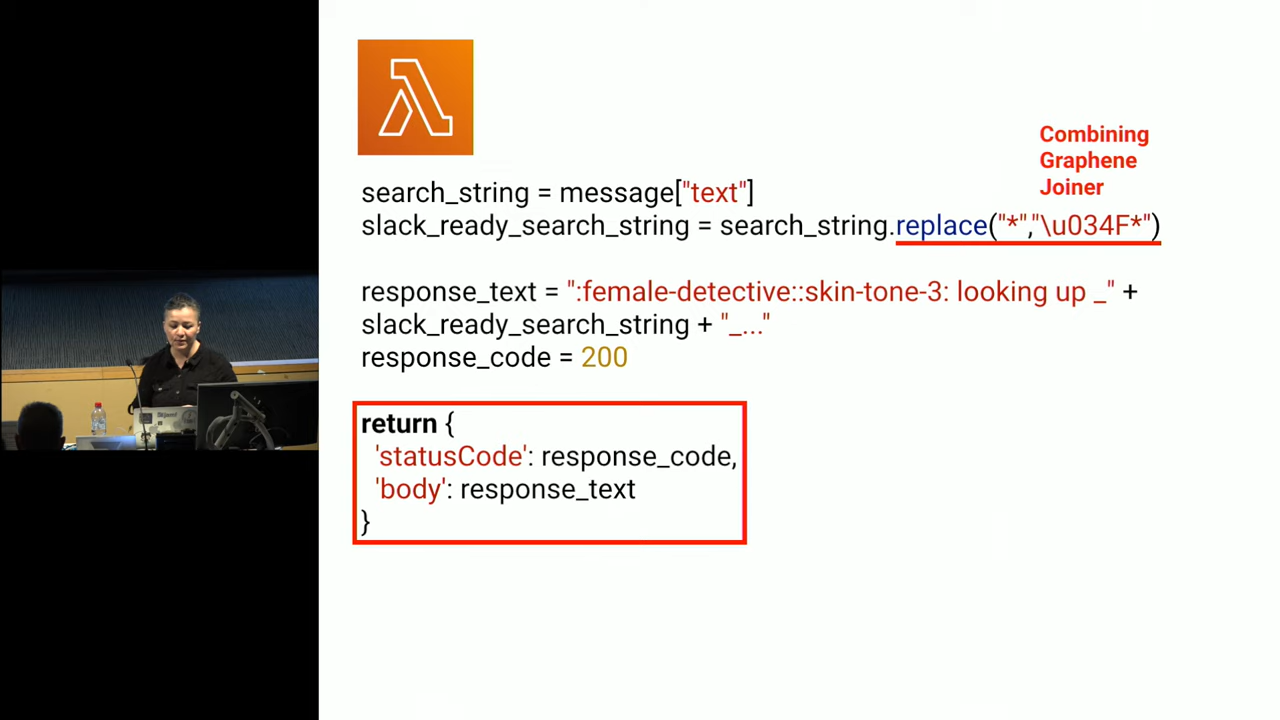 Combining
Graphene
Joiner
search_string = message["text"]
slack_ready_search_string = search_string.replace("*","\u034F*")
response_text = ":female-detective::skin-tone-3: looking up _" +
slack_ready_search_string + "_..."
response_code = 200
return {
'statusCode': response_code,
'body': response_text
}